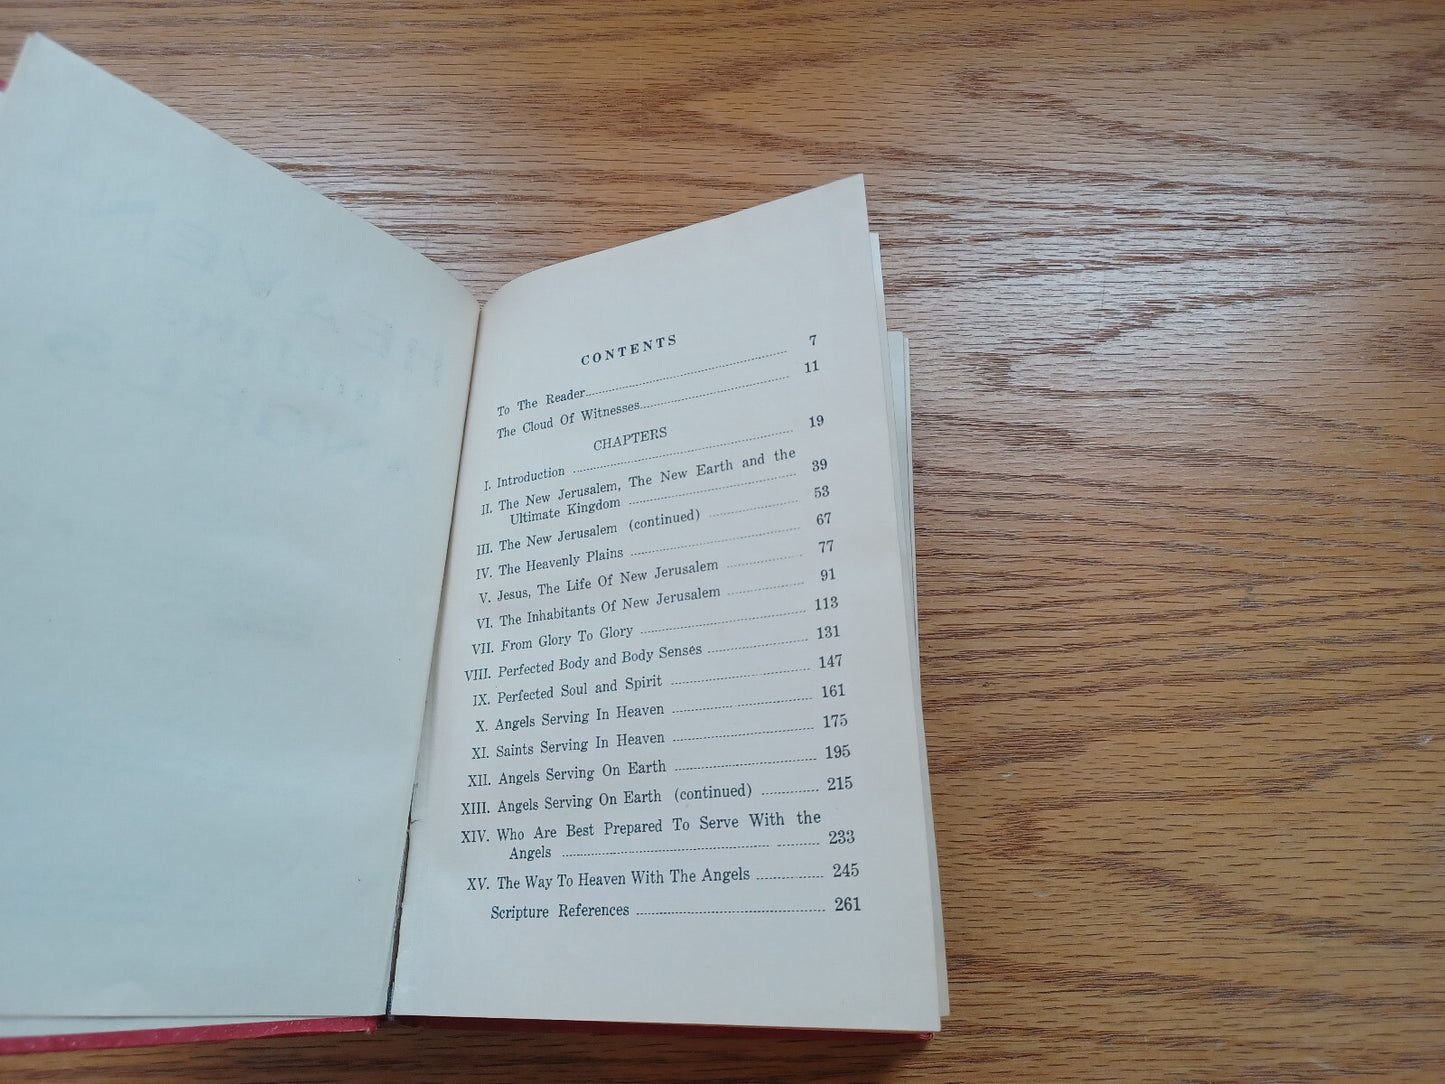 CONTENTS
To The Reader 7
The Cloud Of Witnesses 11
CHAPTERS
I. Introduction 19
II. The New Jerusalem, The New Earth and the
Ultimate Kingdom 39
III. The New Jerusalem (continued) 53
IV. The Heavenly Plains 67
V. Jesus, The Life Of New Jerusalem 77
VI. The Inhabitants Of New Jerusalem 91
VII. From Glory To Glory 113
VIII. Perfected Body and Body Senses 131
IX. Perfected Soul and Spirit 147
X. Angels Serving In Heaven 161
XI. Saints Serving In Heaven 175
XII. Angels Serving On Earth 195
XIII. Angels Serving On Earth (continued) 215
XIV. Who Are Best Prepared To Serve With the
Angels 233
XV. The Way To Heaven With The Angels 245
Scripture References 261